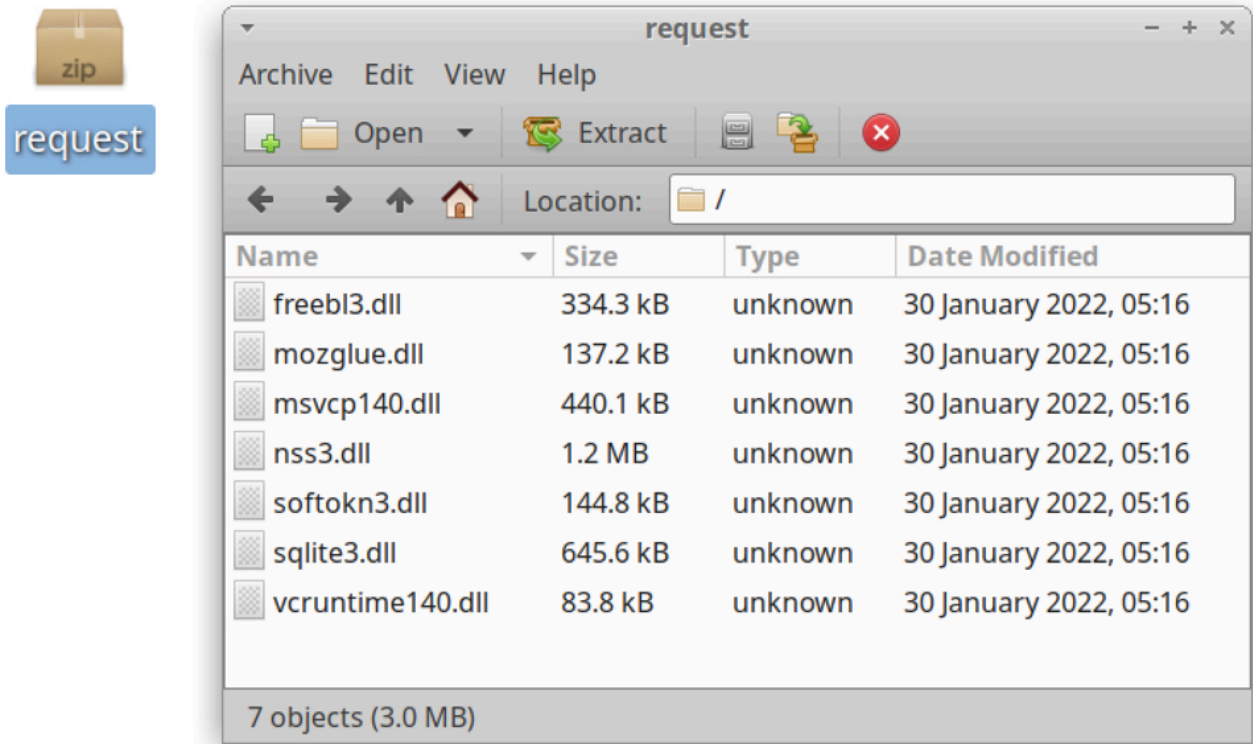 zip
request
request
Archive Edit View Help
Open Extract
Location: /
Name Size Type Date Modified
freebl3.dll 334.3 kB unknown 30 January 2022, 05:16
mozglue.dll 137.2 kB unknown 30 January 2022, 05:16
msvcp140.dll 440.1 kB unknown 30 January 2022, 05:16
nss3.dll 1.2 MB unknown 30 January 2022, 05:16
softokn3.dll 144.8 kB unknown 30 January 2022, 05:16
sqlite3.dll 645.6 kB unknown 30 January 2022, 05:16
vcruntime140.dll 83.8 kB unknown 30 January 2022, 05:16
7 objects (3.0 MB)